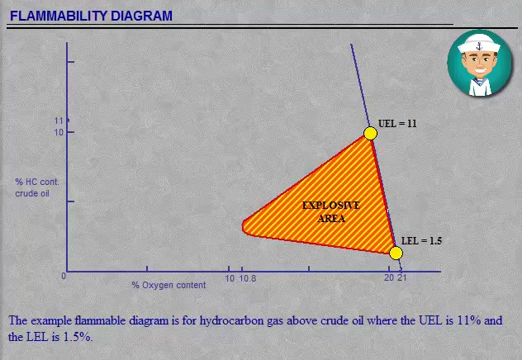 FLAMMABILITY DIAGRAM
11
10
UEL = 11
% HC cont.
crude oil
EXPLOSIVE
AREA
LEL = 1.5
0
10 10.8
20 21
% Oxygen content
The example flammable diagram is for hydrocarbon gas above crude oil where the UEL is 11% and
the LEL is 1.5%.